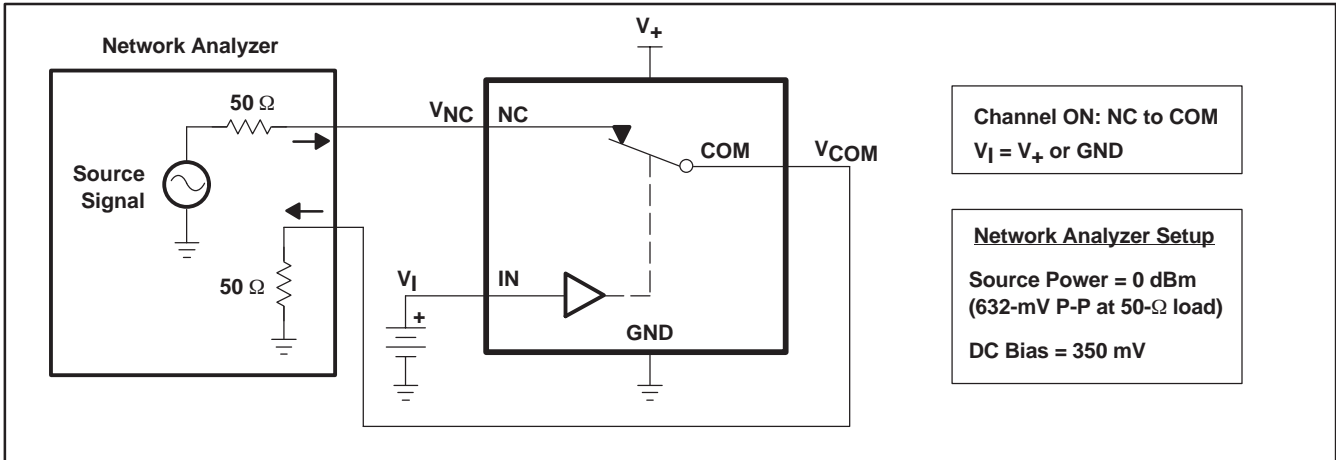 Network Analyzer
50 Ω
Source
Signal
50 Ω
V+
VNC
NC
COM
VCOM
VI
IN
+
GND
Channel ON: NC to COM
VI = V+ or GND
Network Analyzer Setup
Source Power = 0 dBm
(632-mV P-P at 50-Ω load)
DC Bias = 350 mV